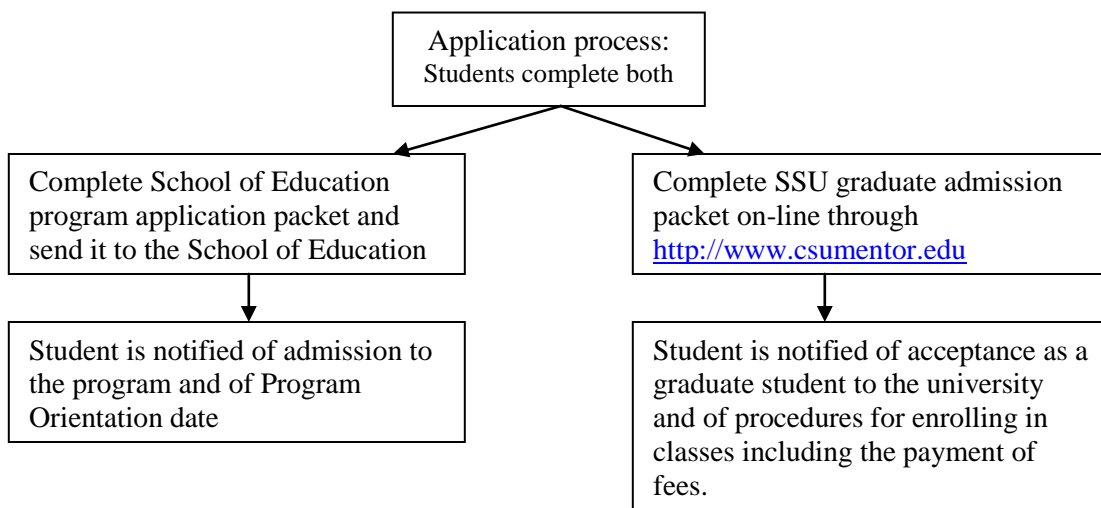 Application process:
Students complete both
Complete School of Education
program application packet and
send it to the School of Education
Student is notified of admission to
the program and of Program
Orientation date
Complete SSU graduate admission
packet on-line through
http://www.csumentor.edu
Student is notified of acceptance as a
graduate student to the university
and of procedures for enrolling in
classes including the payment of
fees.